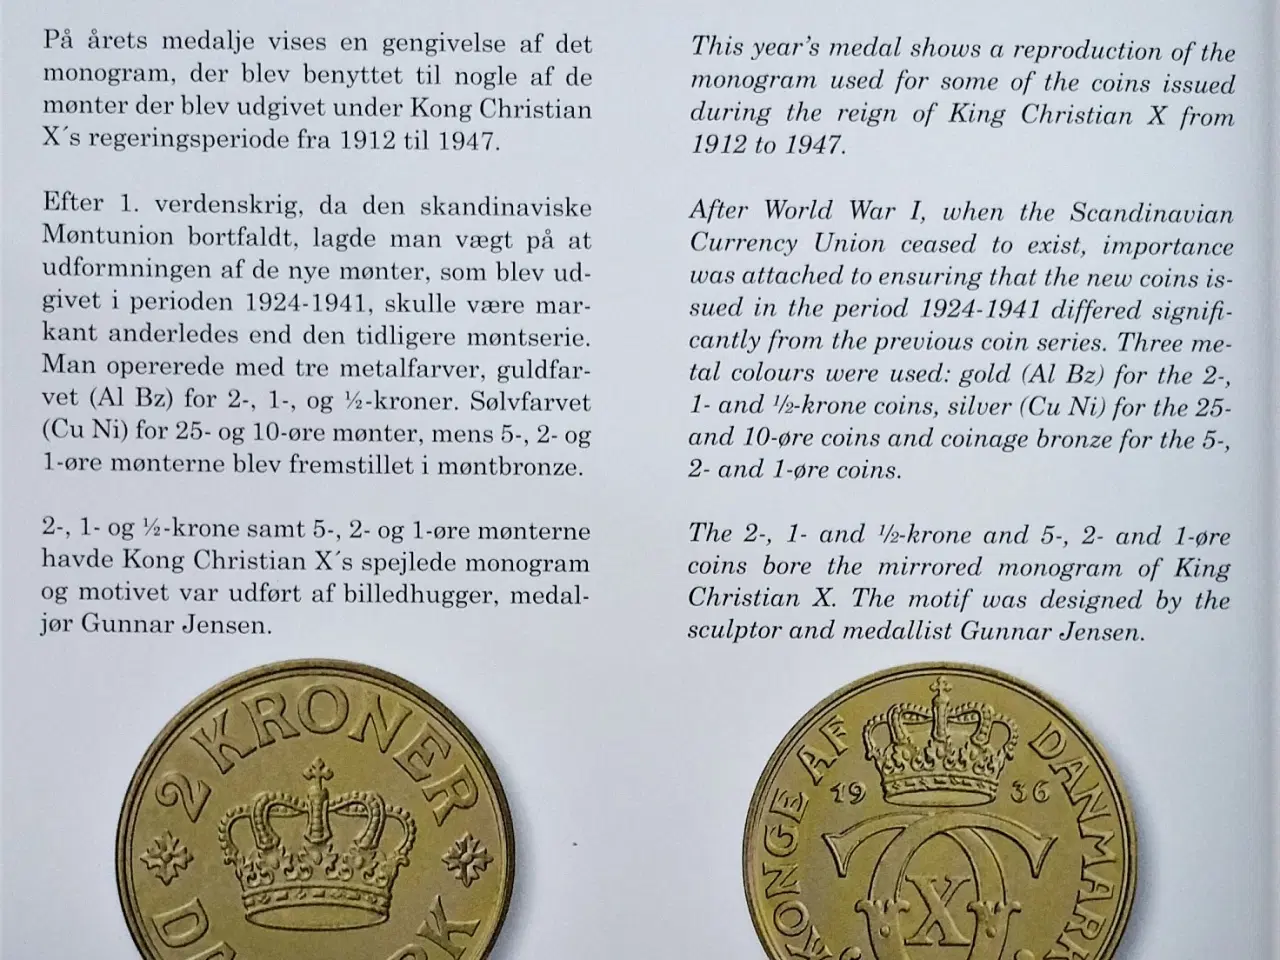 På årets medalje vises en gengivelse af det
monogram, der blev benyttet til nogle af de
mønter der blev udgivet under Kong Christian
X´s regeringsperiode fra 1912 til 1947.
Efter 1. verdenskrig, da den skandinaviske
Møntunion bortfaldt, lagde man vægt på at
udformningen af de nye mønter, som blev ud-
givet i perioden 1924-1941, skulle være mar-
kant anderledes end den tidligere møntserie.
Man opererede med tre metalfarver, guldfar-
vet (Al Bz) for 2-, 1-, og ½-kroner. Sølvfarvet
(Cu Ni) for 25- og 10-øre mønter, mens 5-, 2- og
1-øre mønterne blev fremstillet i møntbronze.
2-, 1- og ½-krone samt 5-, 2- og 1-øre mønterne
havde Kong Christian X´s spejlede monogram
og motivet var udført af billedhugger, medal-
jør Gunnar Jensen.
This year's medal shows a reproduction of the
monogram used for some of the coins issued
during the reign of King Christian X from
1912 to 1947.
After World War I, when the Scandinavian
Currency Union ceased to exist, importance
was attached to ensuring that the new coins is-
sued in the period 1924-1941 differed signifi-
cantly from the previous coin series. Three me-
tal colours were used: gold (Al Bz) for the 2-,
1- and ½-krone coins, silver (Cu Ni) for the 25-
and 10-øre coins and coinage bronze for the 5-,
2- and 1-øre coins.
The 2-, 1- and ½-krone and 5-, 2- and 1-øre
coins bore the mirrored monogram of King
Christian X. The motif was designed by the
sculptor and medallist Gunnar Jensen.
2 KRONER
KONGE AF DANMARK
19 36
X